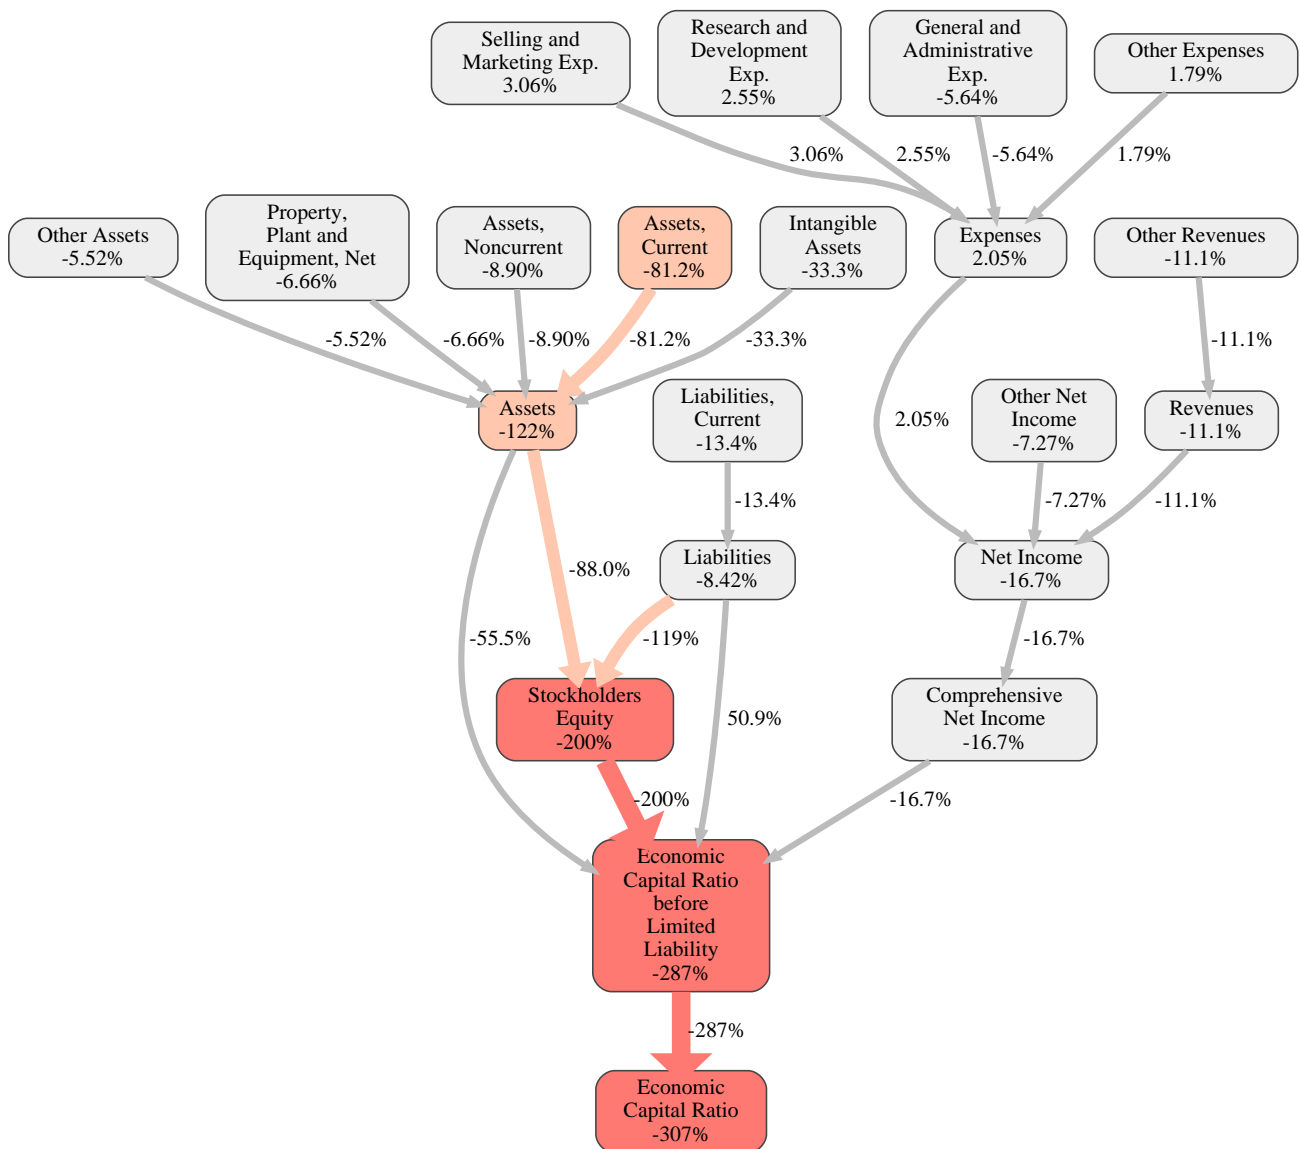 Selling and
Marketing Exp.
3.06%
Research and
Development
Exp.
2.55%
General and
Administrative
Exp.
-5.64%
Other Expenses
1.79%
3.06%
2.55%
-5.64%
1.79%
Other Assets
-5.52%
Property,
Plant and
Equipment, Net
-6.66%
Assets,
Noncurrent
-8.90%
Assets,
Current
-81.2%
Intangible
Assets
-33.3%
Expenses
2.05%
Other Revenues
-11.1%
-5.52%
-6.66%
-8.90%
-81.2%
-33.3%
-11.1%
Assets
-122%
Liabilities,
Current
-13.4%
2.05%
Other Net
Income
-7.27%
Revenues
-11.1%
-13.4%
-7.27%
-11.1%
-88.0%
Liabilities
-8.42%
Net Income
-16.7%
-55.5%
-119%
-16.7%
Stockholders
Equity
-200%
50.9%
Comprehensive
Net Income
-16.7%
-200%
-16.7%
Economic
Capital Ratio
before
Limited
Liability
-287%
-287%
Economic
Capital Ratio
-307%